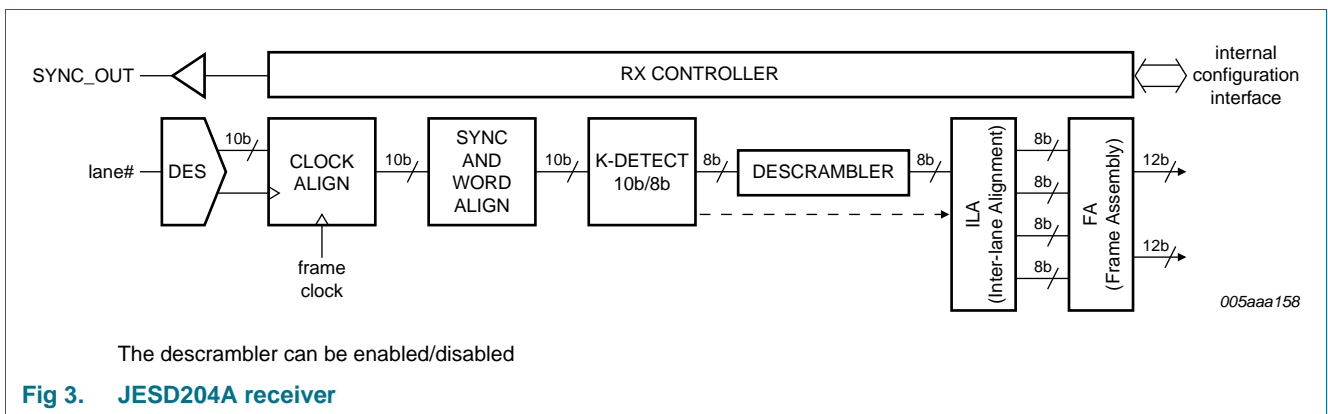 SYNC_OUT
RX CONTROLLER
internal
configuration
interface
lane#
DES
10b
CLOCK
ALIGN
frame
clock
10b
SYNC
AND
WORD
ALIGN
10b
K-DETECT
10b/8b
8b
DESCRAMBLER
8b
ILA
(Inter-lane Alignment)
8b
8b
8b
8b
FA
(Frame Assembly)
12b
12b
005aaa158
The descrambler can be enabled/disabled
Fig 3. JESD204A receiver